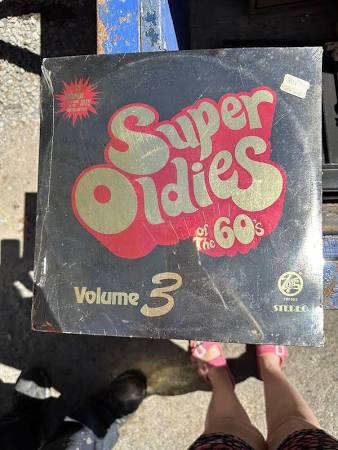 Super
Oldies
of
The 60's
Volume 3
STEREO